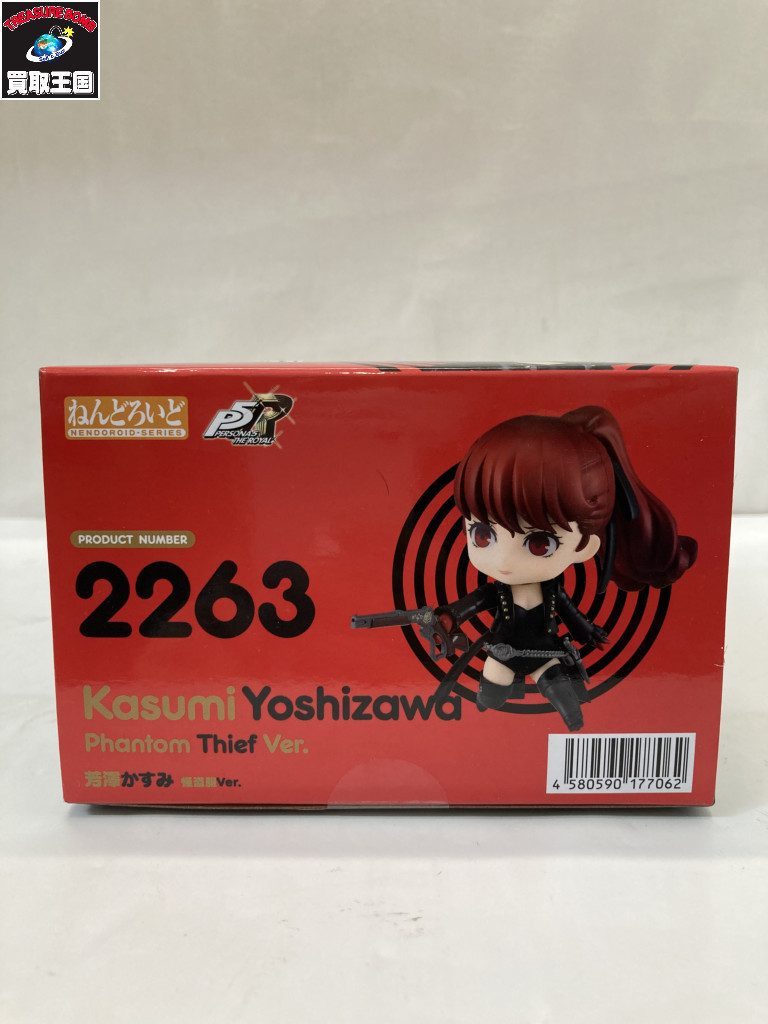 TREASURE BOMB
買取王国
ねんどろいど
NENDOROID-SERIES
P5R
PERSONA5
THE ROYAL
PRODUCT NUMBER
2263
Kasumi Yoshizawa
Phantom Thief Ver.
芳澤かすみ 怪盗服Ver.
4 580590 177062